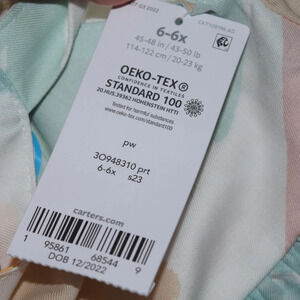 6-6x
45-48 in / 43-50 lb
114-122 cm / 20-23 kg
OEKO-TEX®
CONFIDENCE IN TEXTILES
STANDARD 100
20.HUS.39362 HOHENSTEIN HTTI
Tested for harmful substances
www.oeko-tex.com/standard100
pw
3O948310 prt
6-6x s23
carters.com
1 95861 68544 9
DOB 12/2022